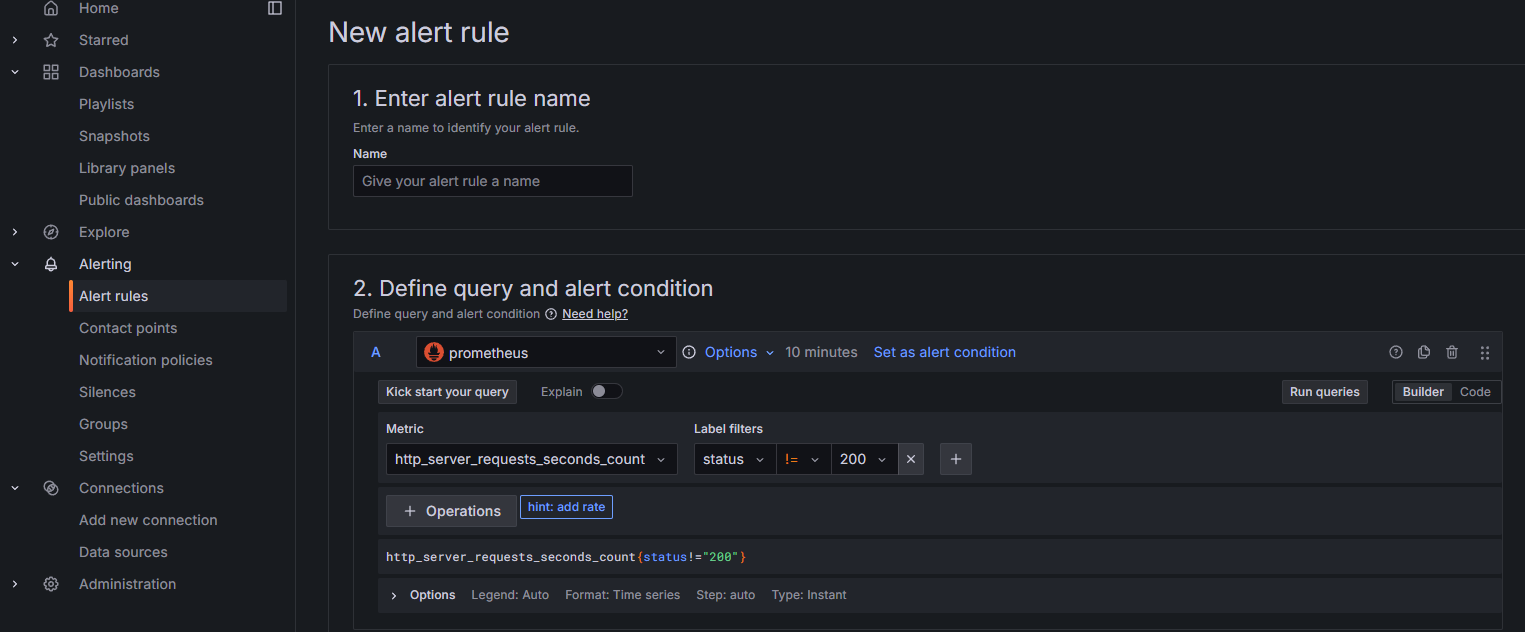 Home
Starred
Dashboards
Playlists
Snapshots
Library panels
Public dashboards
Explore
Alerting
Alert rules
Contact points
Notification policies
Silences
Groups
Settings
Connections
Add new connection
Data sources
Administration
New alert rule
1. Enter alert rule name
Enter a name to identify your alert rule.
Name
Give your alert rule a name
2. Define query and alert condition
Define query and alert condition Need help?
A prometheus Options 10 minutes Set as alert condition
Kick start your query Explain Run queries Builder Code
Metric Label filters
http_server_requests_seconds_count status != 200
+ Operations hint: add rate
http_server_requests_seconds_count{status!="200"}
Options Legend: Auto Format: Time series Step: auto Type: Instant